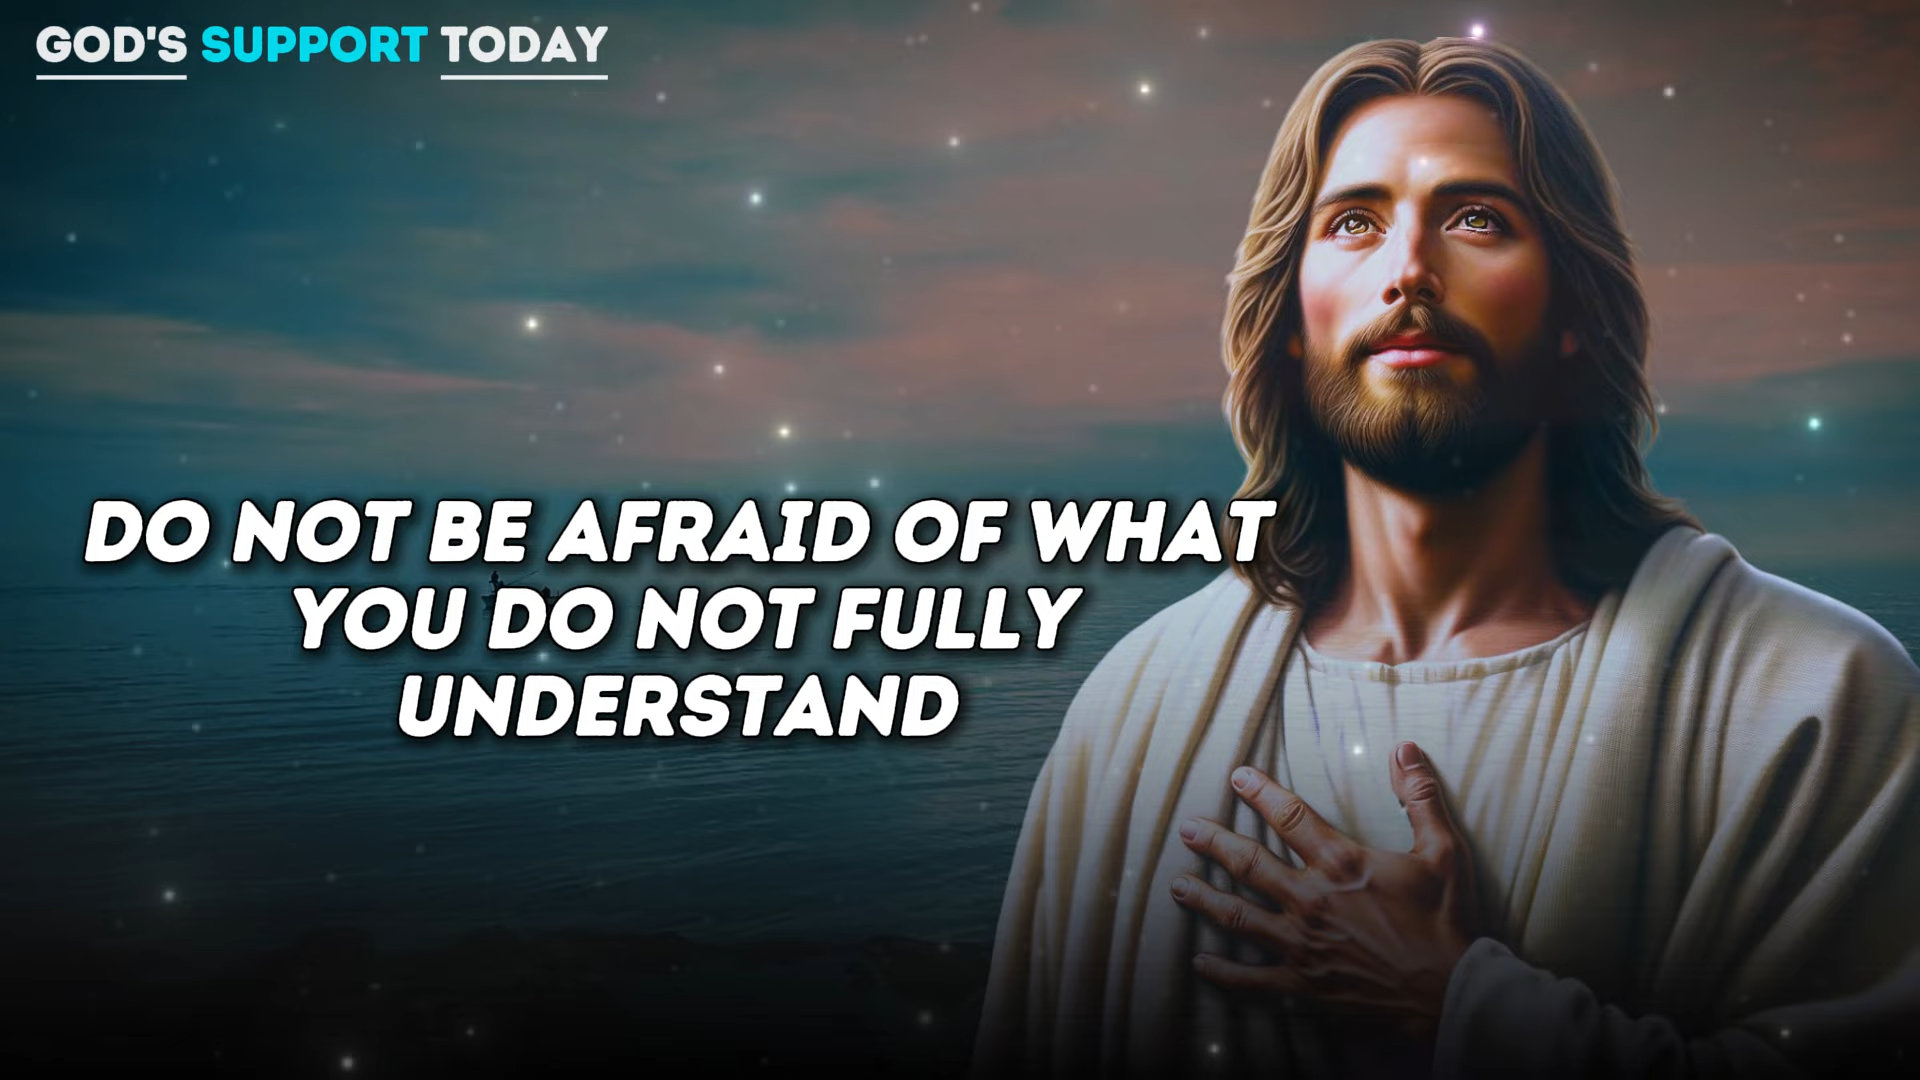 GOD'S SUPPORT TODAY
DO NOT BE AFRAID OF WHAT
YOU DO NOT FULLY
UNDERSTAND